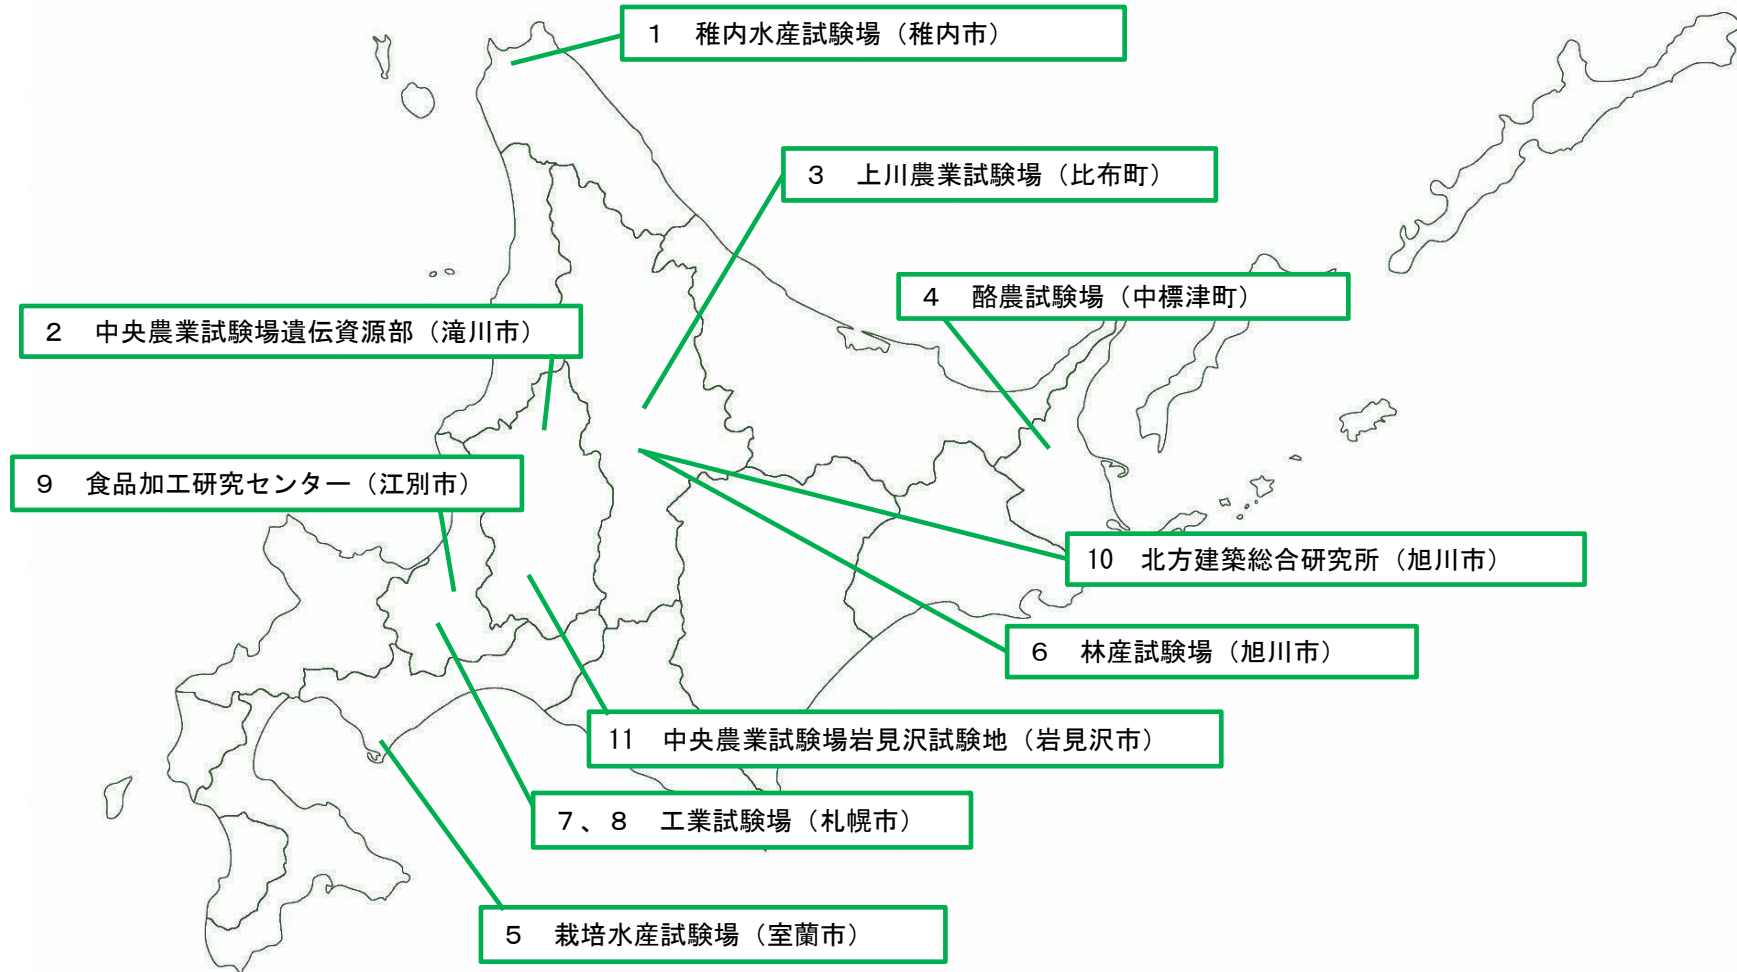 1　稚内水産試験場（稚内市）
3　上川農業試験場（比布町）
4　酪農試験場（中標津町）
2　中央農業試験場遺伝資源部（滝川市）
9　食品加工研究センター（江別市）
10　北方建築総合研究所（旭川市）
6　林産試験場（旭川市）
11　中央農業試験場岩見沢試験地（岩見沢市）
7、8　工業試験場（札幌市）
5　栽培水産試験場（室蘭市）